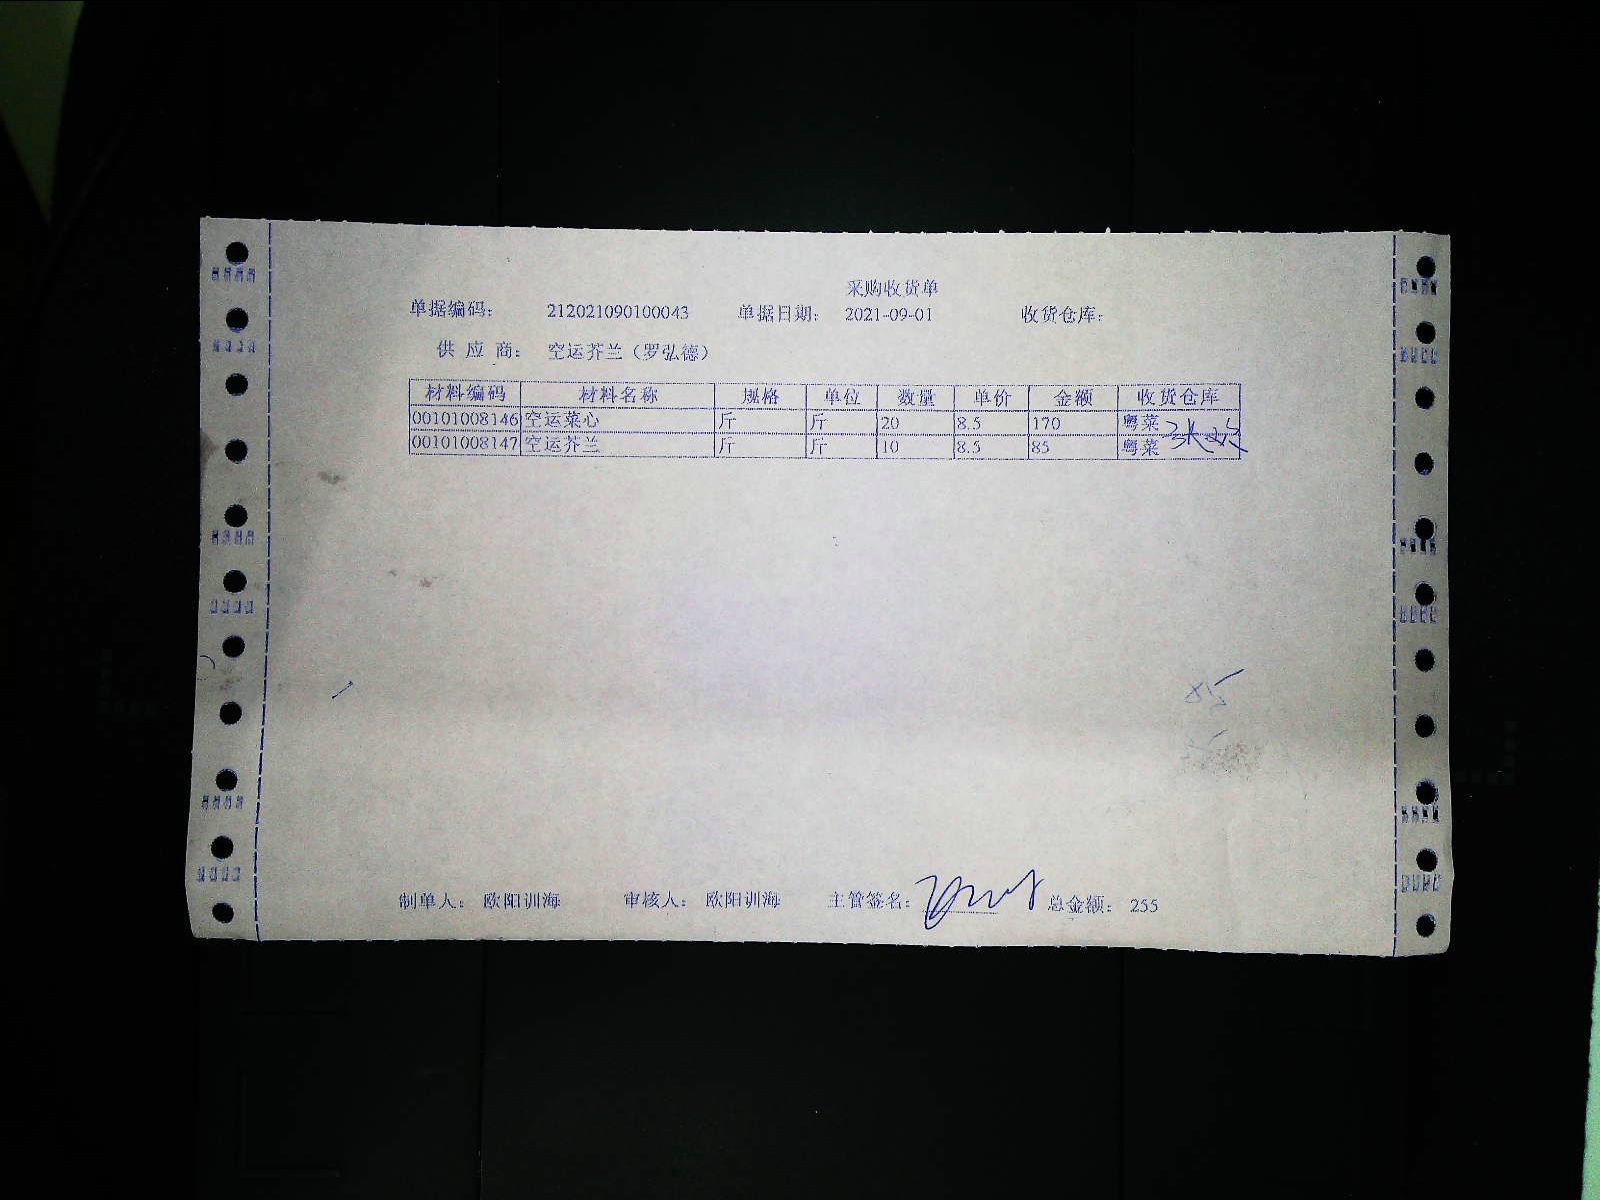 采购收货单
单据编码: 212021090100043 单据日期: 2021-09-01 收货仓库:
供 应 商: 空运芥兰（罗弘德）
材料编码 材料名称 规格 单位 数量 单价 金额 收货仓库
00101008146 空运菜心 斤 斤 20 8.5 170 粤菜
00101008147 空运芥兰 斤 斤 10 8.5 85 粤菜
85
制单人: 欧阳训海 审核人: 欧阳训海 主管签名: 总金额: 255